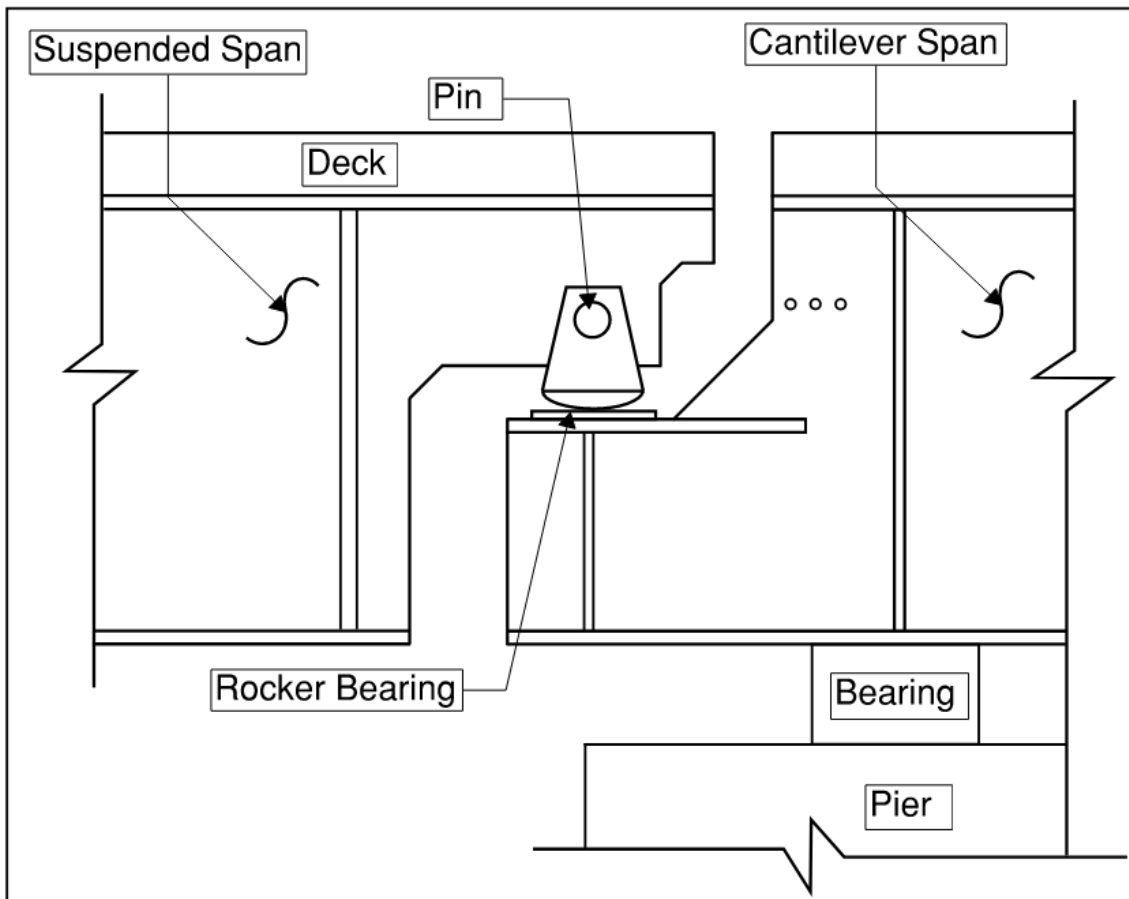 Suspended Span
Cantilever Span
Pin
Deck
Rocker Bearing
Bearing
Pier